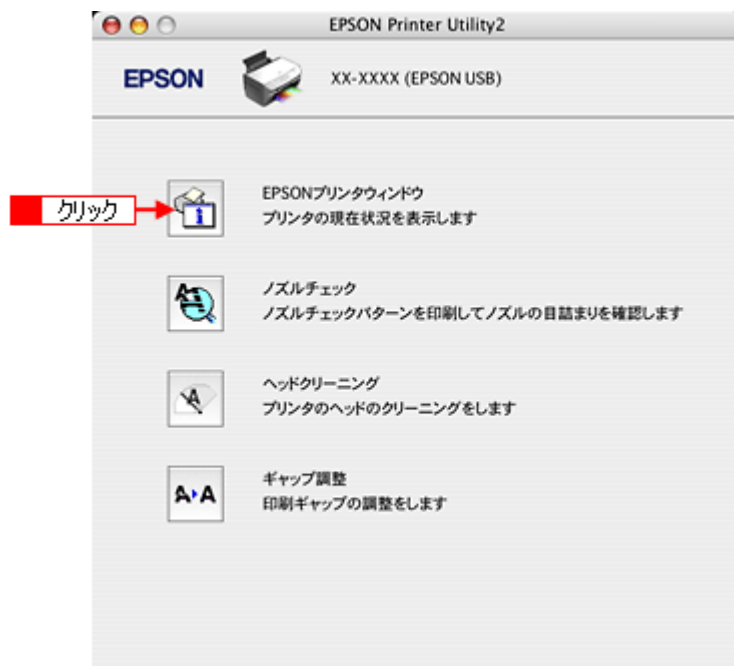 EPSON Printer Utility2
EPSON
XX-XXXX (EPSON USB)
クリック
EPSONプリンタウィンドウ
プリンタの現在状況を表示します
ノズルチェック
ノズルチェックパターンを印刷してノズルの目詰まりを確認します
ヘッドクリーニング
プリンタのヘッドのクリーニングをします
A▸A
ギャップ調整
印刷ギャップの調整をします